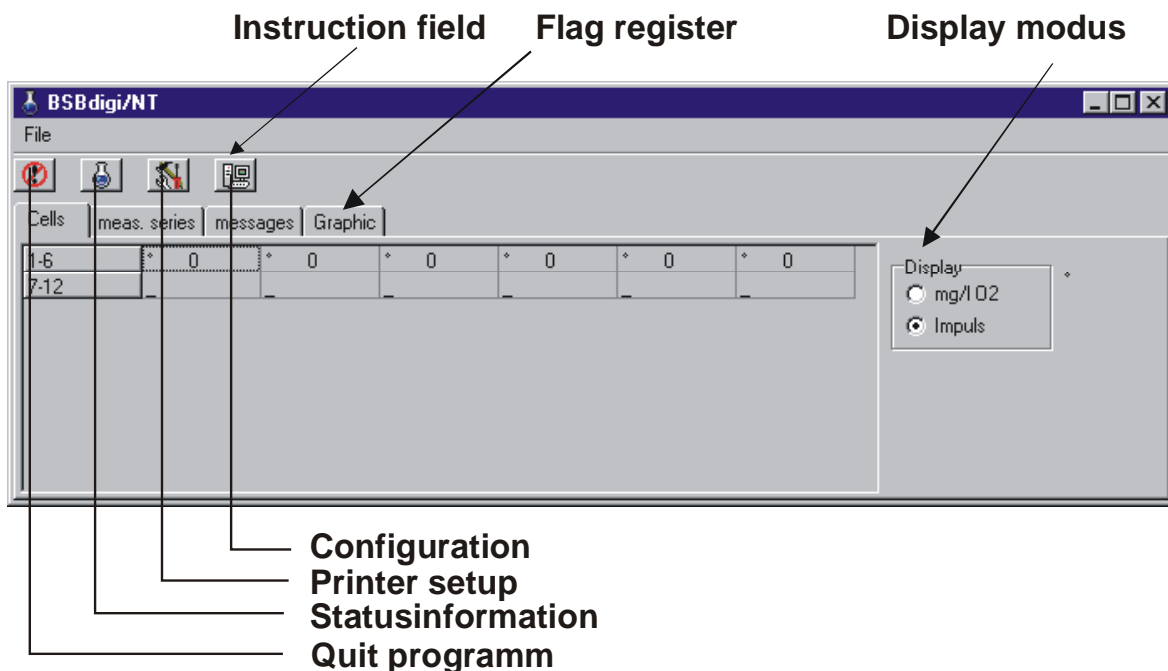 Instruction field Flag register Display modus
BSBdigi/NT
File
Cells meas. series messages Graphic
1-6 ° 0 ° 0 ° 0 ° 0 ° 0 ° 0
7-12 _ _ _ _ _ _
Display °
mg/l O2
Impuls
Configuration
Printer setup
Statusinformation
Quit programm